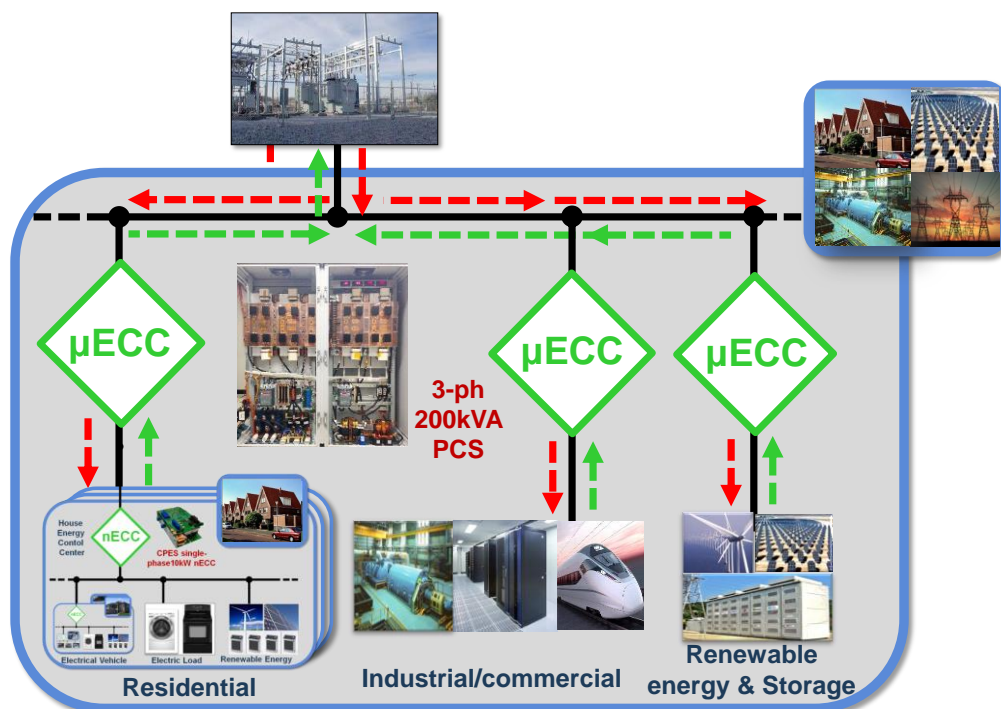 µECC
µECC
µECC
3-ph
200kVA
PCS
House
Energy
Contol
Center
nECC
CPES single-
phase10kW nECC
Electrical Vehicle
Electric Load
Renewable Energy
Residential
Industrial/commercial
Renewable
energy & Storage